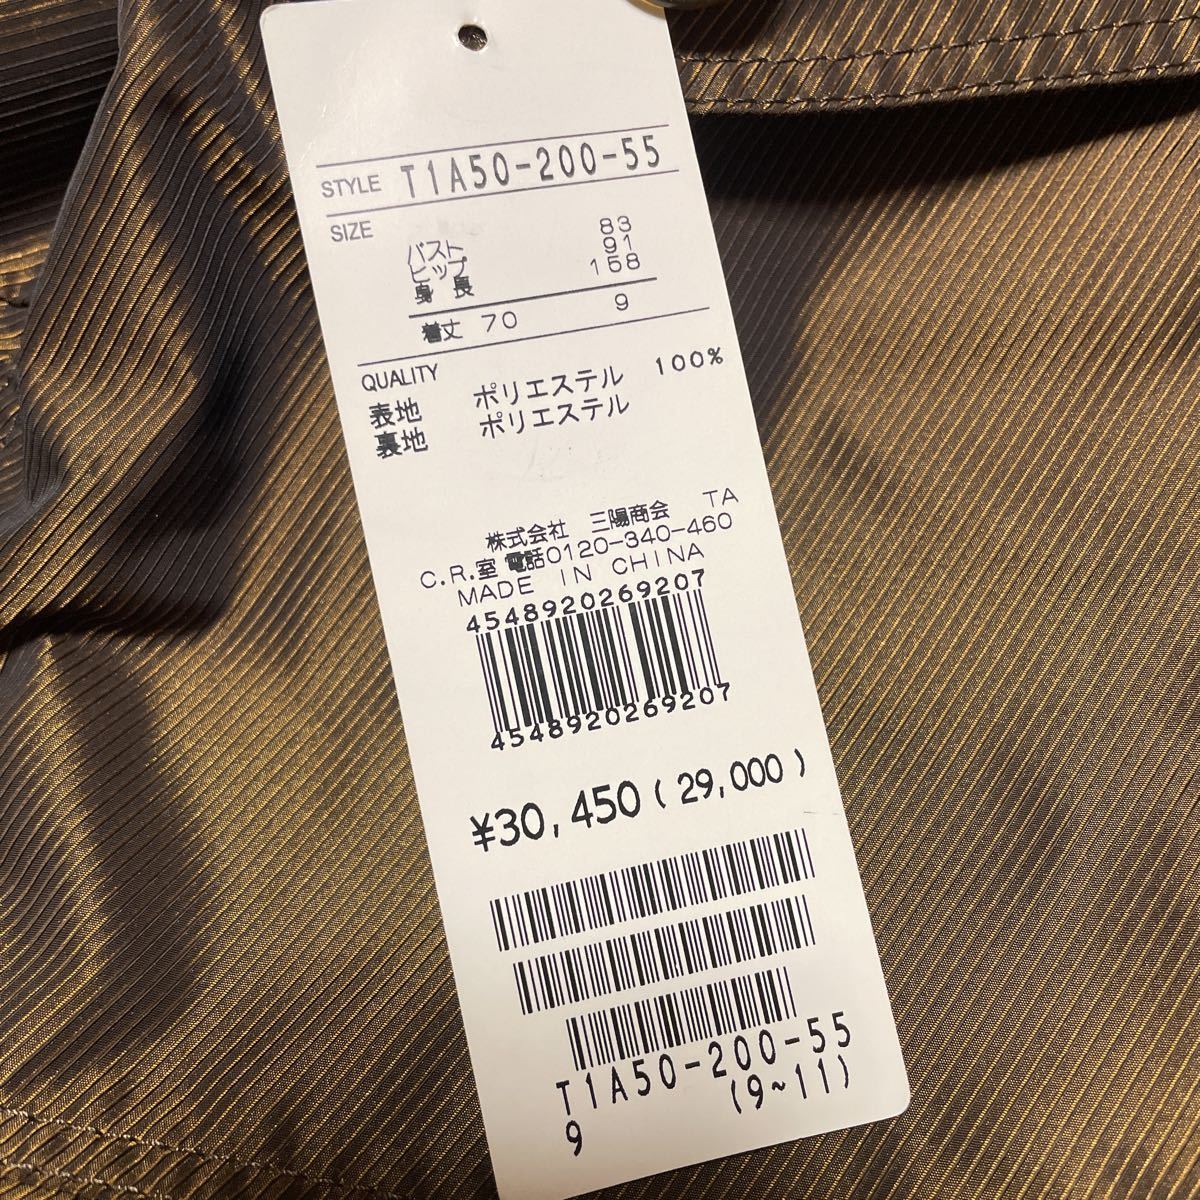 STYLE T1A50-200-55
SIZE
バスト 83
ヒップ 91
身長 158
着丈 70 9
QUALITY
表地 ポリエステル 100%
裏地 ポリエステル
株式会社 三陽商会 TA
C.R.室 電話0120-340-460
MADE IN CHINA
4548920269207
4548920269207
¥30,450(29,000)
T1A50-200-55
9 (9~11)